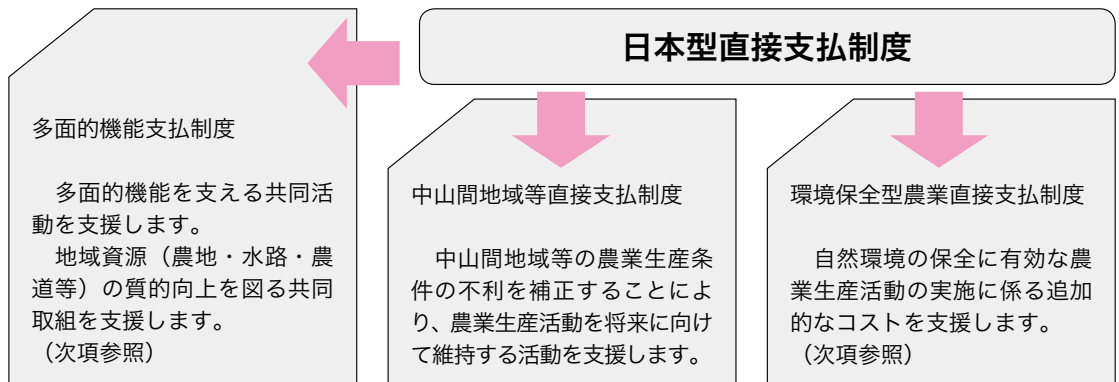 日本型直接支払制度
多面的機能支払制度
　多面的機能を支える共同活
動を支援します。
　地域資源（農地・水路・農
道等）の質的向上を図る共同
取組を支援します。
（次項参照）
中山間地域等直接支払制度
　中山間地域等の農業生産条
件の不利を補正することによ
り、農業生産活動を将来に向け
て維持する活動を支援します。
環境保全型農業直接支払制度
　自然環境の保全に有効な農
業生産活動の実施に係る追加
的なコストを支援します。
（次項参照）